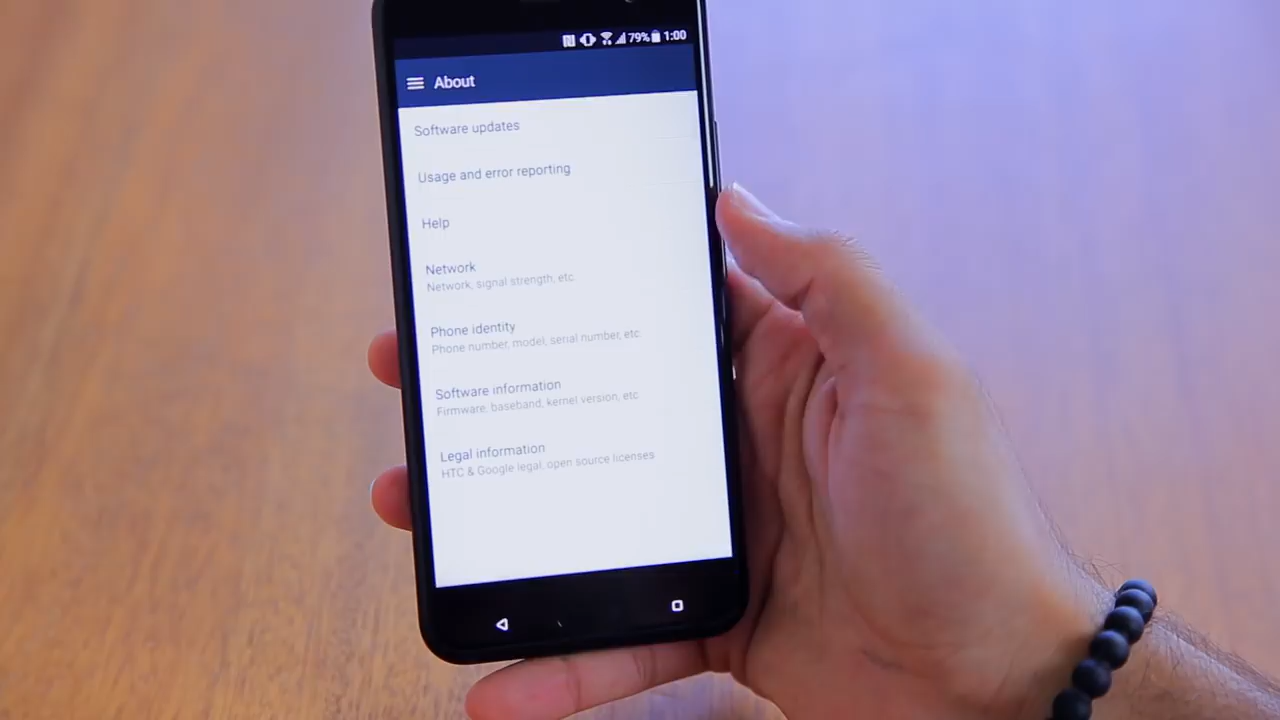 79% 1:00
About
Software updates
Usage and error reporting
Help
Network
Network, signal strength, etc
Phone identity
Phone number, model, serial number, etc
Software information
Firmware, baseband, kernel version, etc
Legal information
HTC & Google legal, open source licenses